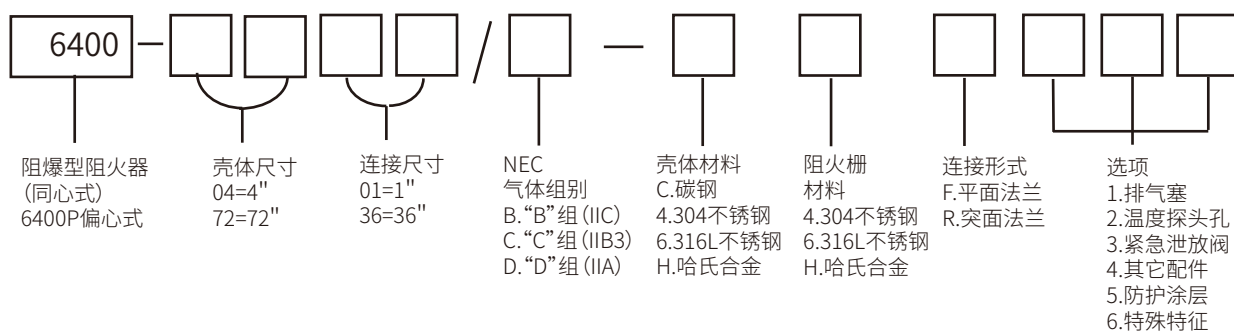 6400
阻爆型阻火器
(同心式)
6400P偏心式
壳体尺寸
04=4"
72=72"
连接尺寸
01=1"
36=36"
NEC
气体组别
B.“B”组(IIC)
C.“C”组(IIB3)
D.“D”组(IIA)
壳体材料
C.碳钢
4.304不锈钢
6.316L不锈钢
H.哈氏合金
阻火栅
材料
4.304不锈钢
6.316L不锈钢
H.哈氏合金
连接形式
F.平面法兰
R.突面法兰
选项
1.排气塞
2.温度探头孔
3.紧急泄放阀
4.其它配件
5.防护涂层
6.特殊特征